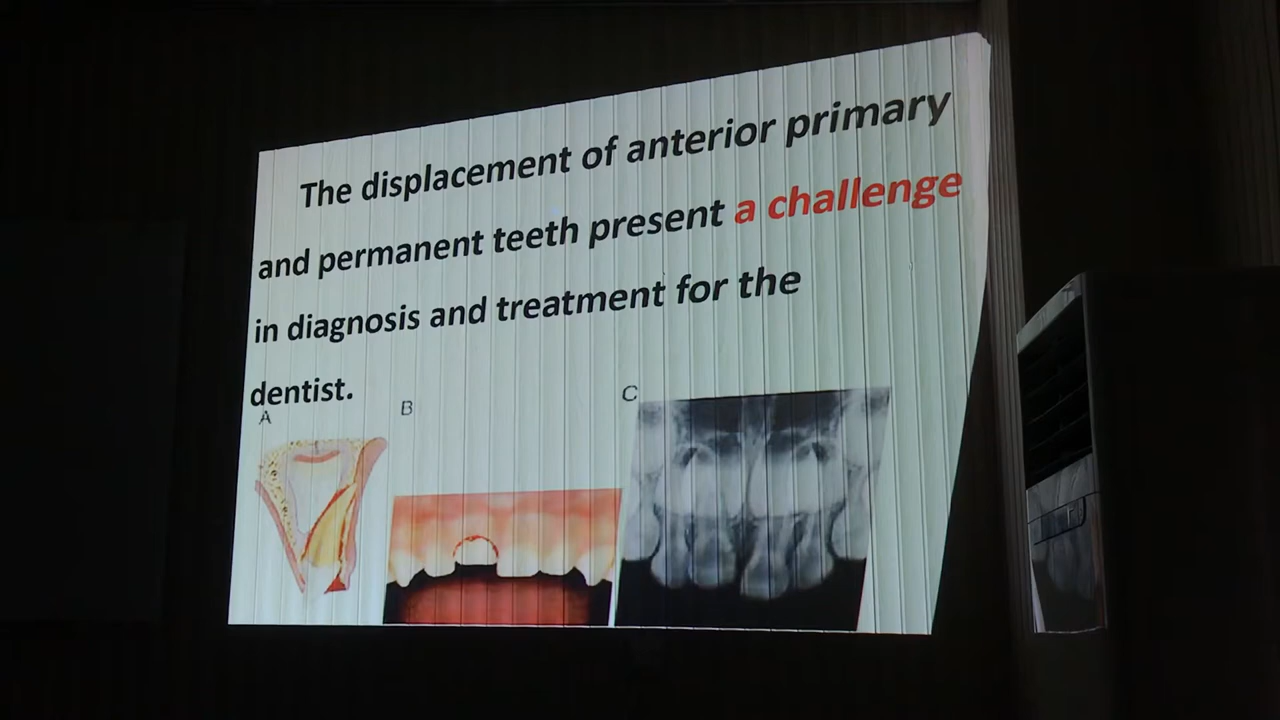 The displacement of anterior primary
and permanent teeth present a challenge
in diagnosis and treatment for the
dentist.
A
B
C